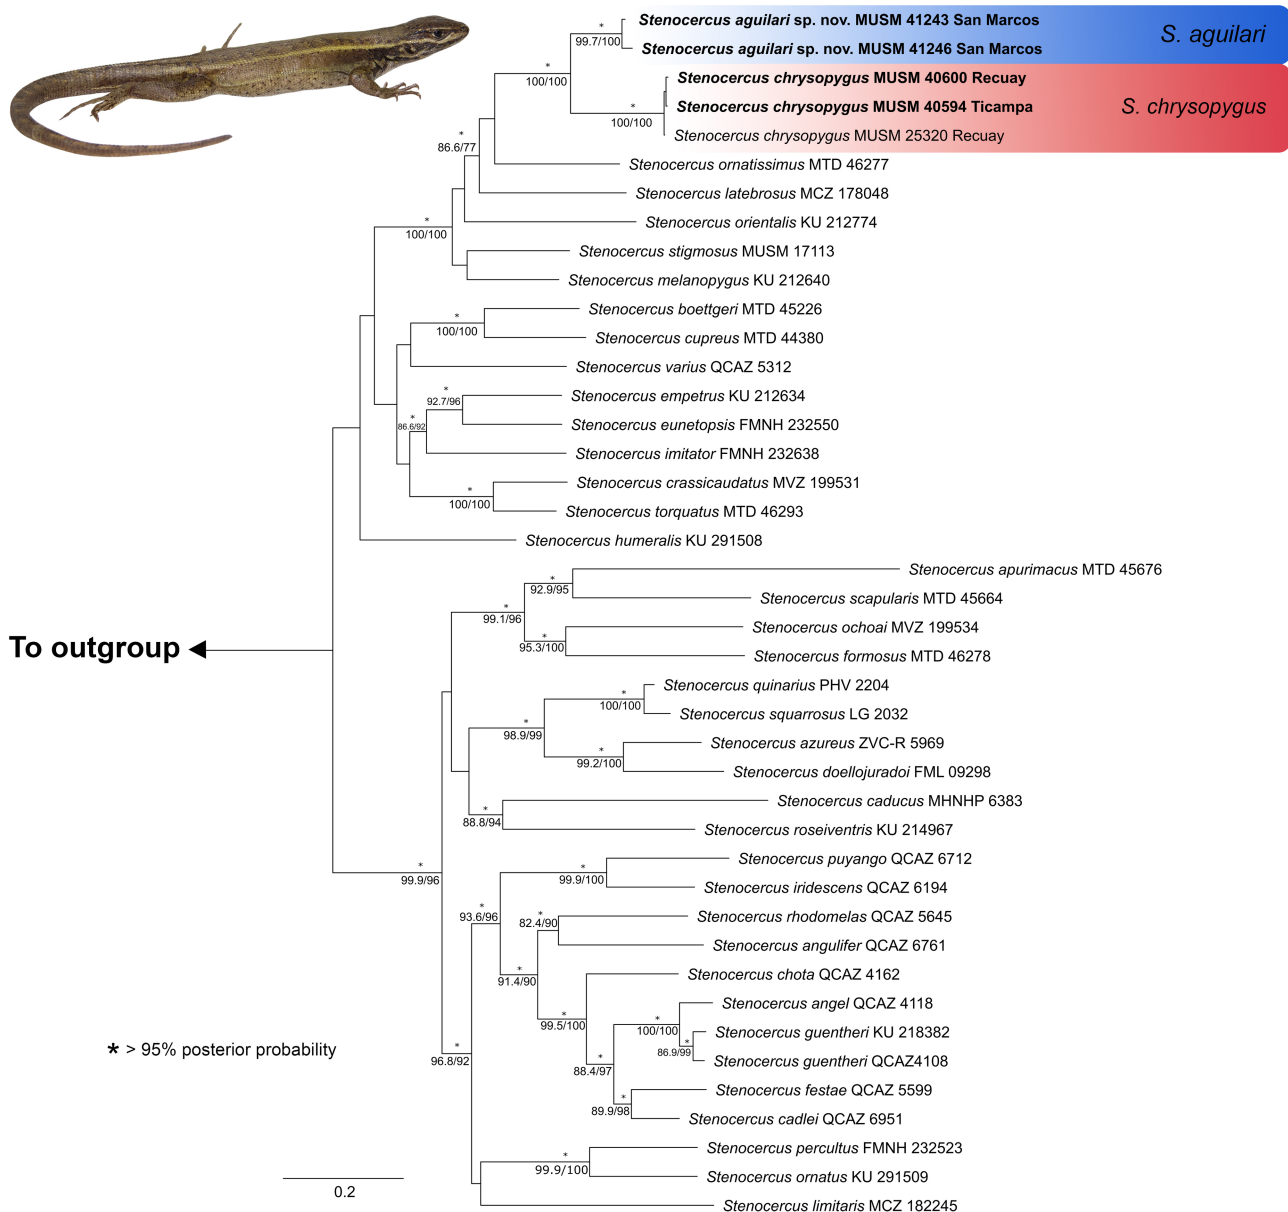 *
99.7/100
Stenocercus aguilari sp. nov. MUSM 41243 San Marcos
Stenocercus aguilari sp. nov. MUSM 41246 San Marcos
S. aguilari
*
100/100
Stenocercus chrysopygus MUSM 40600 Recuay
Stenocercus chrysopygus MUSM 40594 Ticampa
Stenocercus chrysopygus MUSM 25320 Recuay
S. chrysopygus
*
100/100
*
86.6/77
Stenocercus ornatissimus MTD 46277
Stenocercus latebrosus MCZ 178048
Stenocercus orientalis KU 212774
*
100/100
Stenocercus stigmosus MUSM 17113
Stenocercus melanopygus KU 212640
Stenocercus boettgeri MTD 45226
*
100/100
Stenocercus cupreus MTD 44380
Stenocercus varius QCAZ 5312
*
92.7/96
Stenocercus empetrus KU 212634
Stenocercus eunetopsis FMNH 232550
*
86.6/92
Stenocercus imitator FMNH 232638
Stenocercus crassicaudatus MVZ 199531
*
100/100
Stenocercus torquatus MTD 46293
Stenocercus humeralis KU 291508
Stenocercus apurimacus MTD 45676
*
92.9/95
Stenocercus scapularis MTD 45664
*
99.1/96
Stenocercus ochoai MVZ 199534
*
95.3/100
Stenocercus formosus MTD 46278
To outgroup
Stenocercus quinarius PHV 2204
*
100/100
Stenocercus squarrosus LG 2032
*
98.9/99
Stenocercus azureus ZVC-R 5969
*
99.2/100
Stenocercus doellojuradoi FML 09298
Stenocercus caducus MHNHP 6383
*
88.8/94
Stenocercus roseiventris KU 214967
*
99.9/96
Stenocercus puyango QCAZ 6712
*
99.9/100
Stenocercus iridescens QCAZ 6194
*
93.6/96
Stenocercus rhodomelas QCAZ 5645
*
82.4/90
Stenocercus angulifer QCAZ 6761
*
91.4/90
Stenocercus chota QCAZ 4162
*
99.5/100
Stenocercus angel QCAZ 4118
*
100/100
Stenocercus guentheri KU 218382
*
86.9/99
Stenocercus guentheri QCAZ4108
*
88.4/97
Stenocercus festae QCAZ 5599
*
89.9/98
Stenocercus cadlei QCAZ 6951
*
96.8/92
* > 95% posterior probability
Stenocercus percultus FMNH 232523
*
99.9/100
Stenocercus ornatus KU 291509
Stenocercus limitaris MCZ 182245
0.2